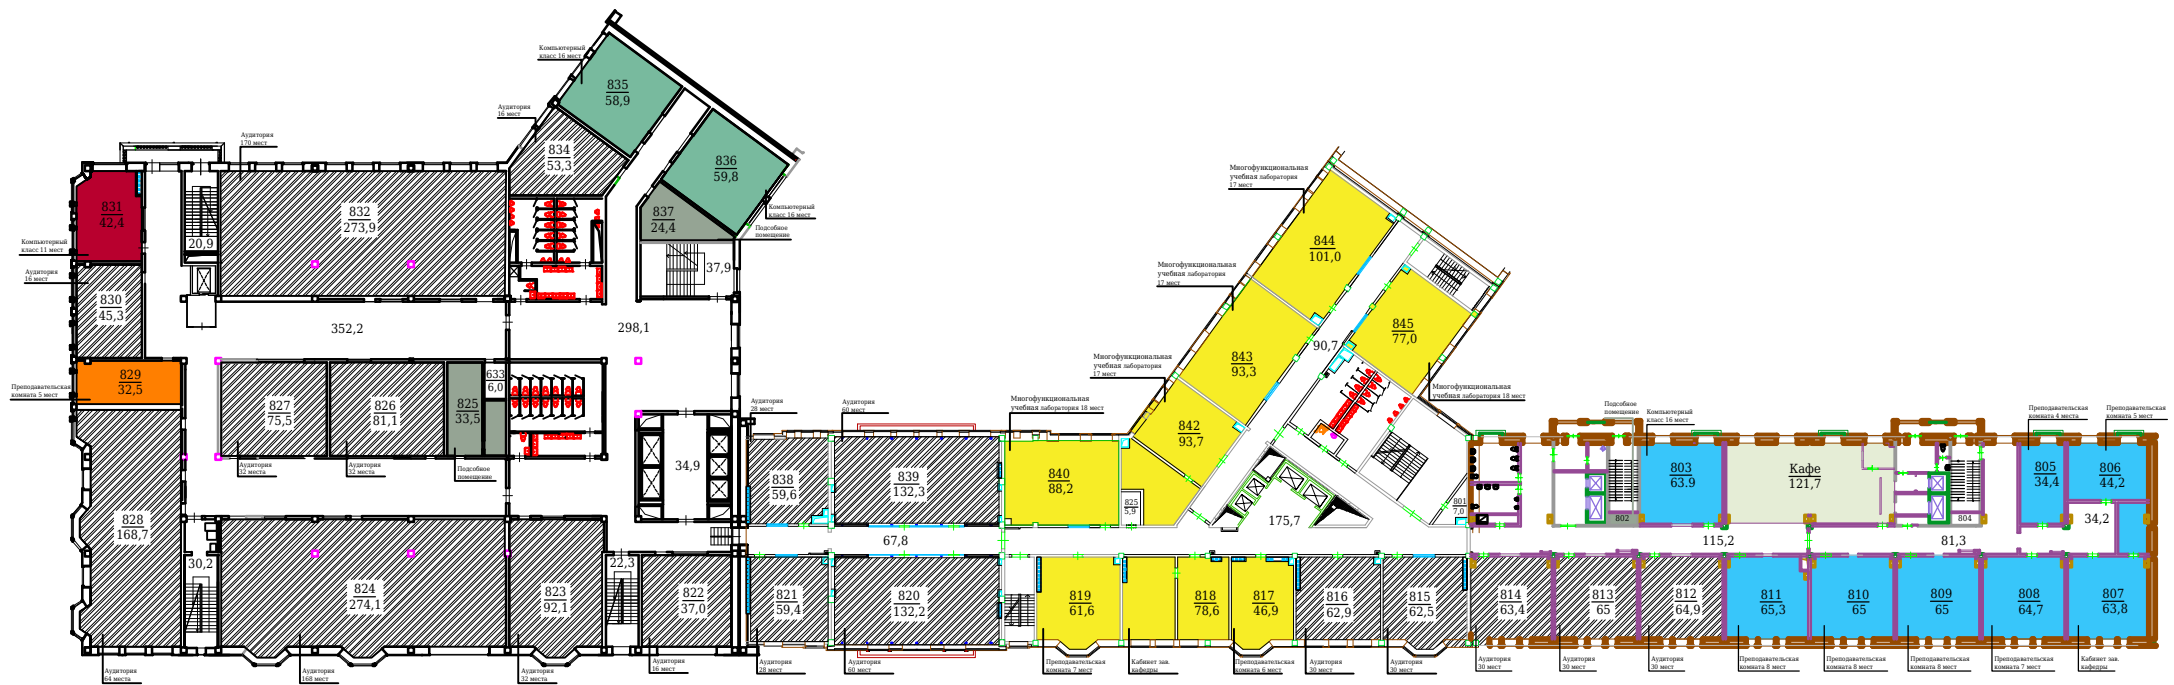 Компьютерный
класс 16 мест
835
58,9
Аудитория
16 мест
834
53,3
836
59,8
Компьютерный
класс 16 мест
837
24,4
Подсобное
помещение
37,9
Аудитория
170 мест
832
273,9
20,9
831
42,4
Компьютерный
класс 11 мест
Аудитория
16 мест
830
45,3
352,2
298,1
829
32,5
Преподавательская
комната 5 мест
827
75,5
826
81,1
825
33,5
633
6,0
Аудитория
32 места
Аудитория
32 места
Подсобное
помещение
34,9
828
168,7
30,2
824
274,1
823
92,1
22,3
822
37,0
Аудитория
64 места
Аудитория
168 мест
Аудитория
32 места
Аудитория
16 мест
Аудитория
28 мест
Аудитория
60 мест
838
59,6
839
132,3
67,8
821
59,4
820
132,2
Аудитория
28 мест
Аудитория
60 мест
Многофункциональная
учебная лаборатория
17 мест
844
101,0
Многофункциональная
учебная лаборатория
17 мест
843
93,3
90,7
845
77,0
Многофункциональная
учебная лаборатория
17 мест
842
93,7
Многофункциональная
учебная лаборатория 18 мест
Многофункциональная
учебная лаборатория 18 мест
840
88,2
825
5,9
175,7
801
7,0
819
61,6
818
78,6
817
46,9
816
62,9
815
62,5
Преподавательская
комната 7 мест
Кабинет зав.
кафедры
Преподавательская
комната 6 мест
Аудитория
30 мест
Аудитория
30 мест
Подсобное
помещение
Компьютерный
класс 16 мест
803
63.9
802
Кафе
121,7
804
Преподавательская
комната 4 мест
Преподавательская
комната 5 мест
805
34,4
806
44,2
34,2
115,2
81,3
814
63,4
813
65
812
64,9
811
65,3
810
65
809
65
808
64,7
807
63,8
Аудитория
30 мест
Аудитория
30 мест
Аудитория
30 мест
Преподавательская
комната 8 мест
Преподавательская
комната 8 мест
Преподавательская
комната 8 мест
Преподавательская
комната 7 мест
Кабинет зав.
кафедры